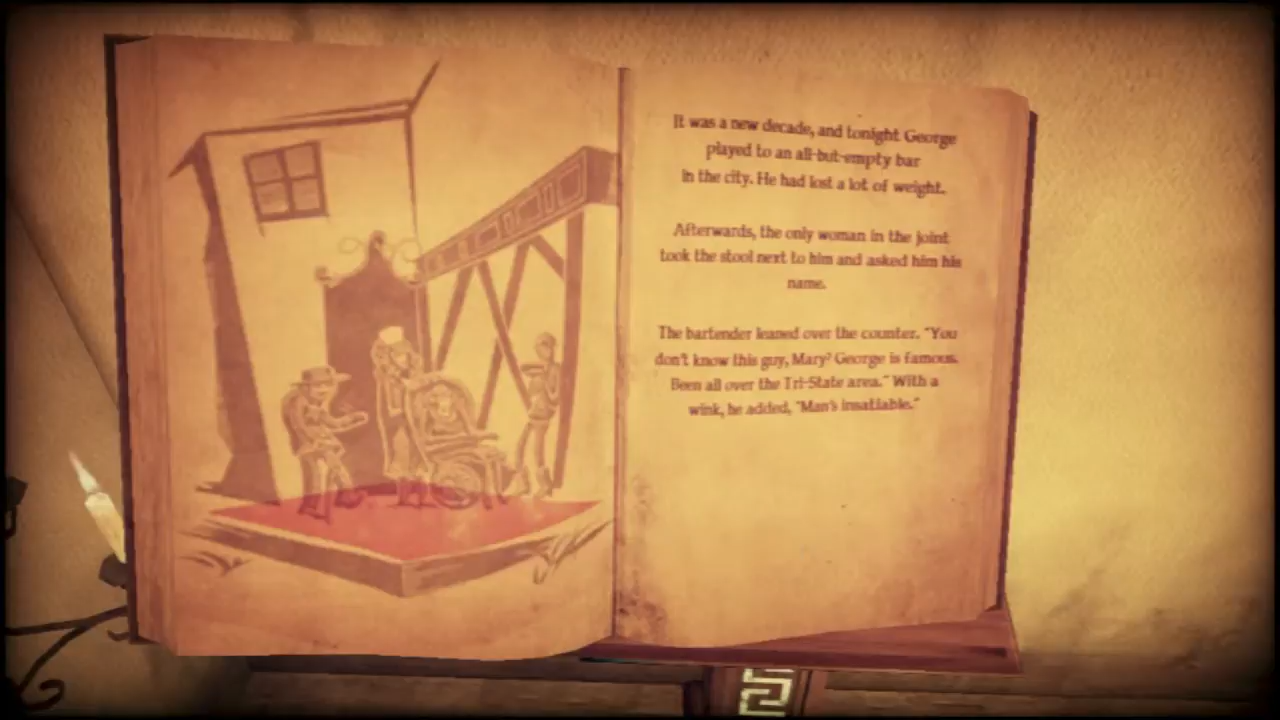 It was a new decade, and tonight George
played to an all-but-empty bar
in the city. He had lost a lot of weight.
Afterwards, the only woman in the joint
took the stool next to him and asked him his
name.
The bartender leaned over the counter. "You
don't know this guy, Mary? George is famous.
Been all over the Tri-State area." With a
wink, he added, "Man's insatiable."